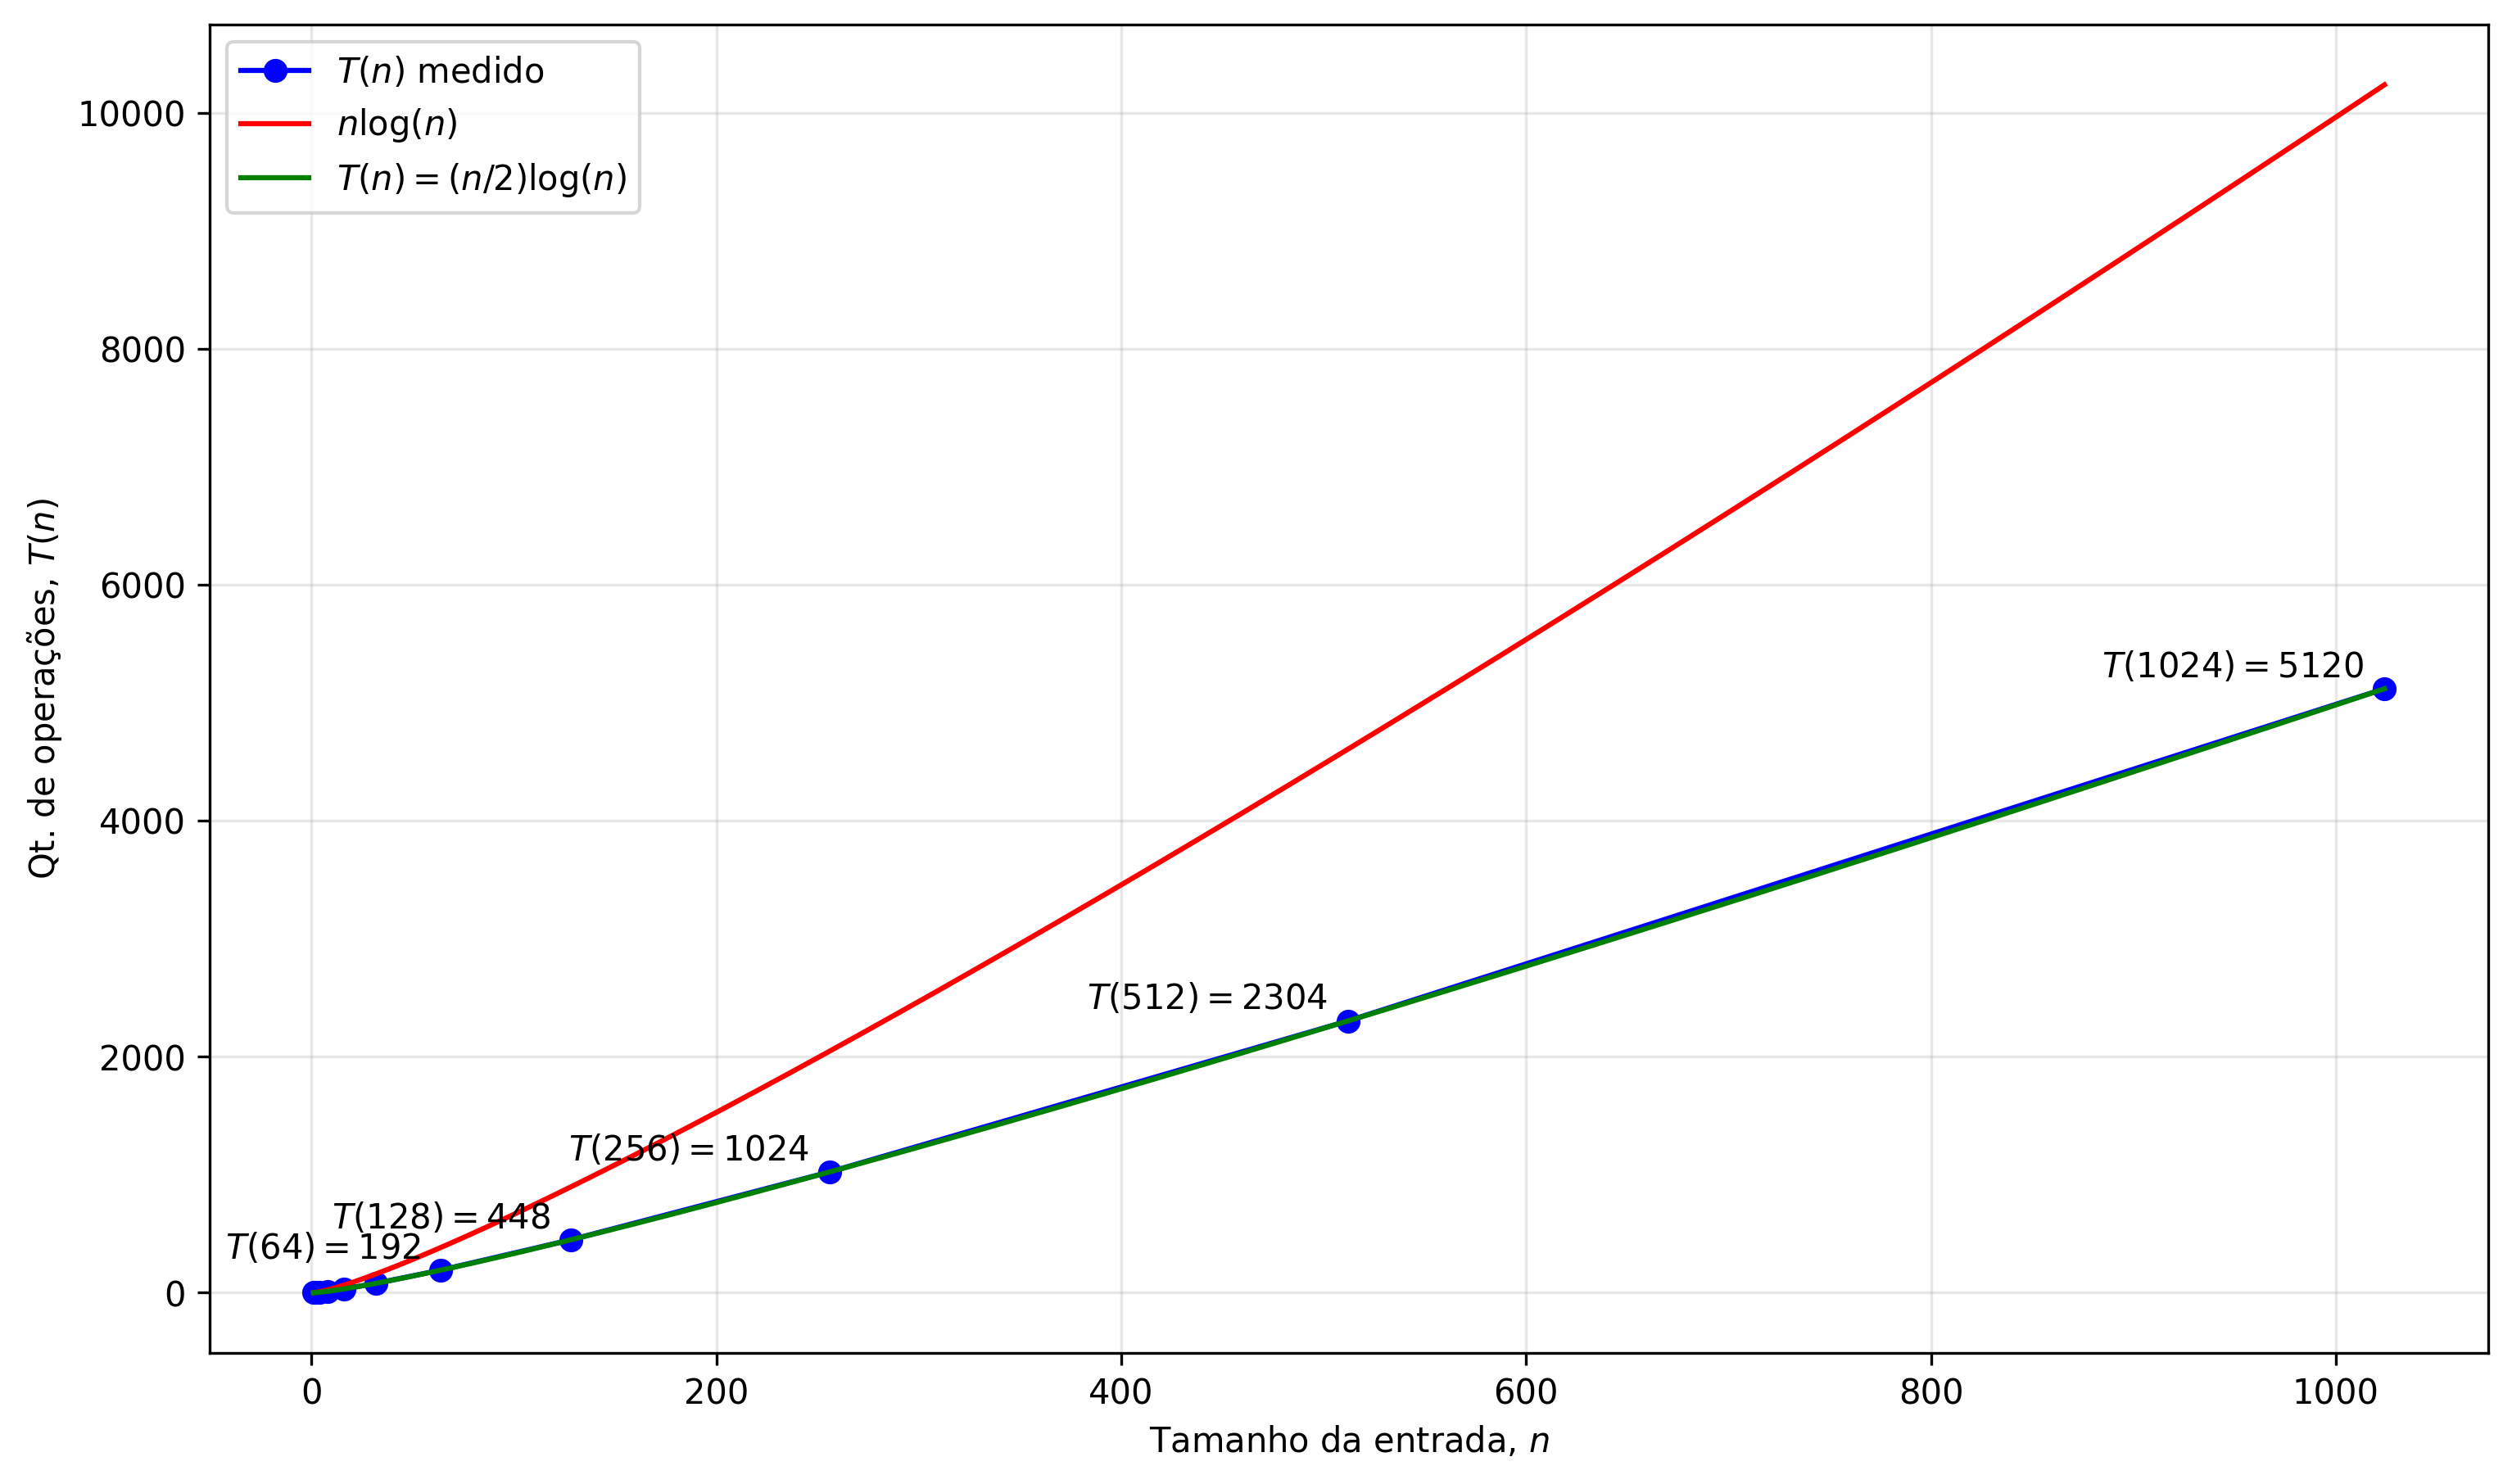 T(n) medido
nlog(n)
T(n) = (n/2)log(n)
10000
8000
6000
4000
2000
0
Qt. de operações, T(n)
T(1024) = 5120
T(512) = 2304
T(256) = 1024
T(128) = 448
T(64) = 192
0 200 400 600 800 1000
Tamanho da entrada, n